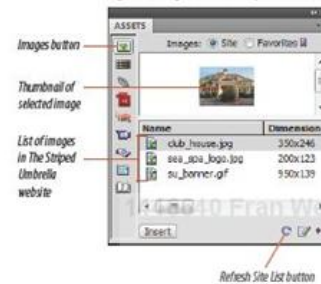 ASSETS
Images button
Images: Site Favorites
Thumbnail of
selected image
Name Dimension
List of images
in The Striped
Umbrella
website
club_house.jpg 350x246
sea_spa_logo.jpg 200x123
su_banner.gif 950x139
Fran
Insert
Refresh Site List button